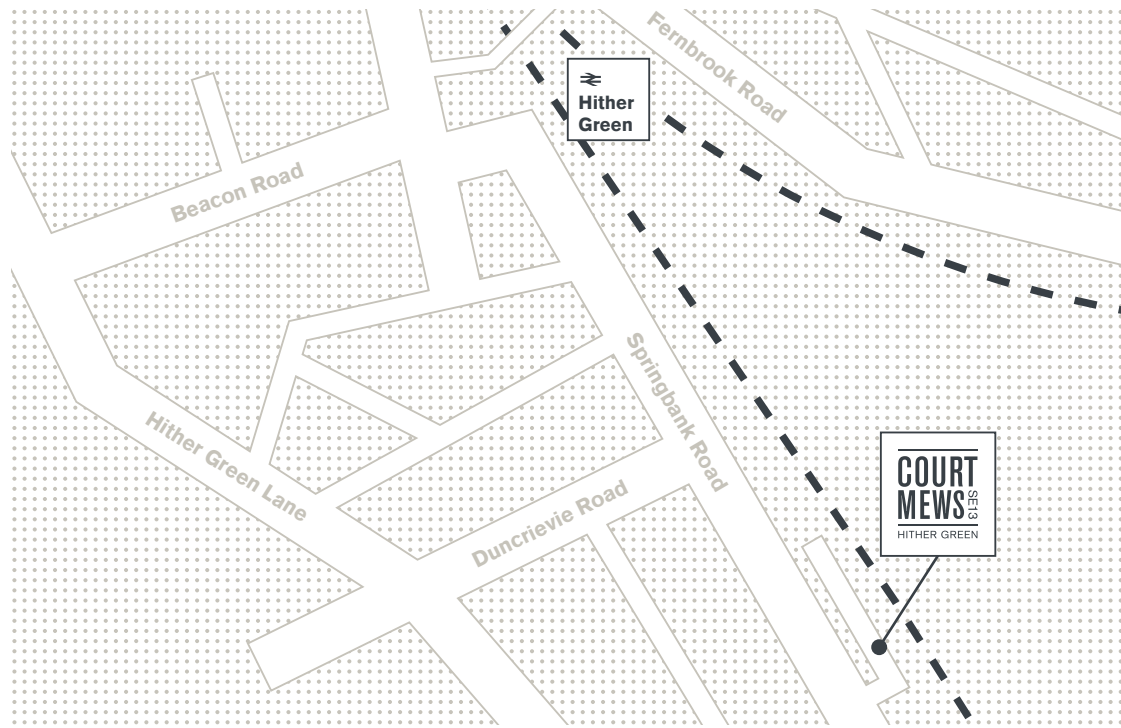 Fernbrook Road
Hither
Green
Beacon Road
Springbank Road
Hither Green Lane
COURT
MEWS SE13
HITHER GREEN
Duncrievie Road